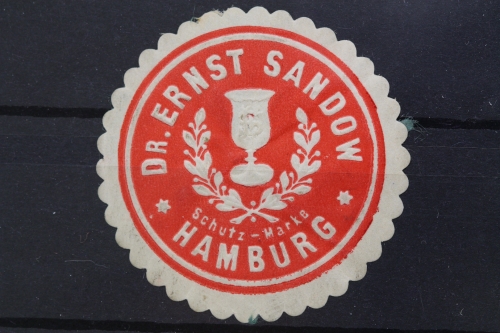 DR. ERNST SANDOW
Schutz-Marke
HAMBURG